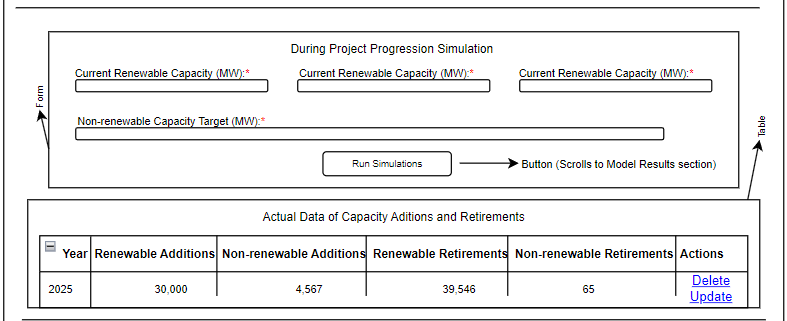 During Project Progression Simulation
Current Renewable Capacity (MW):* Current Renewable Capacity (MW):* Current Renewable Capacity (MW):*
Form
Non-renewable Capacity Target (MW):*
Table
Run Simulations Button (Scrolls to Model Results section)
Actual Data of Capacity Aditions and Retirements
Year Renewable Additions Non-renewable Additions Renewable Retirements Non-renewable Retirements Actions
2025 30,000 4,567 39,546 65 Delete
Update